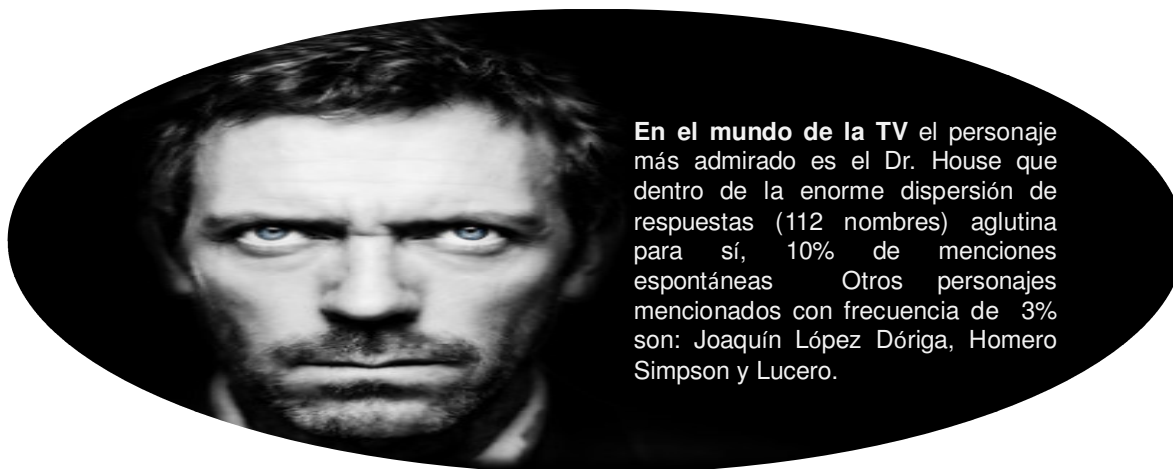 En el mundo de la TV el personaje
más admirado es el Dr. House que
dentro de la enorme dispersión de
respuestas (112 nombres) aglutina
para sí, 10% de menciones
espontáneas Otros personajes
mencionados con frecuencia de 3%
son: Joaquín López Dóriga, Homero
Simpson y Lucero.